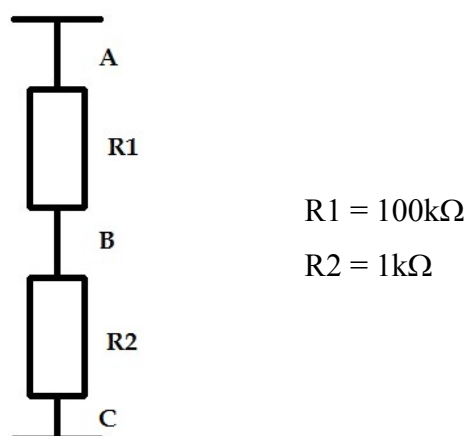 A
R1
B
R2
C
R1 = 100kΩ
R2 = 1kΩ